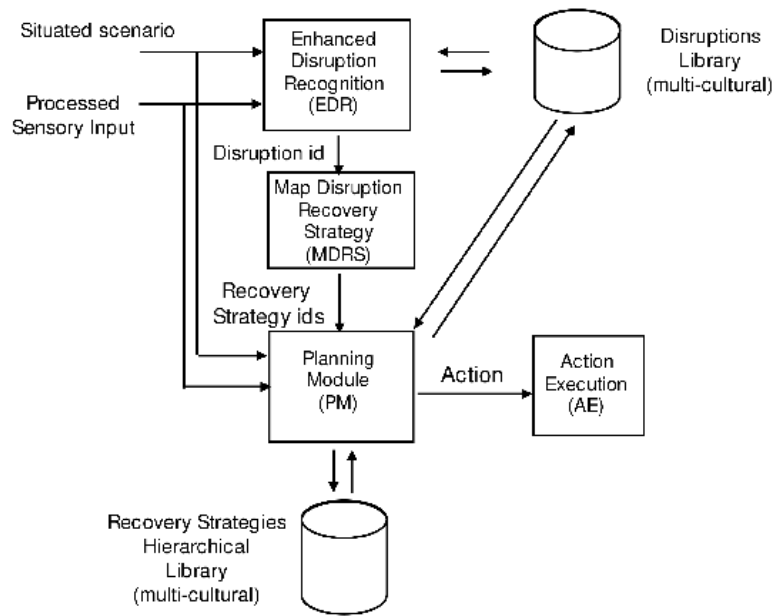 Situated scenario
Processed
Sensory Input
Enhanced
Disruption
Recognition
(EDR)
Disruptions
Library
(multi-cultural)
Disruption id
Map Disruption
Recovery
Strategy
(MDRS)
Recovery
Strategy ids
Planning
Module
(PM)
Action
Action
Execution
(AE)
Recovery Strategies
Hierarchical
Library
(multi-cultural)